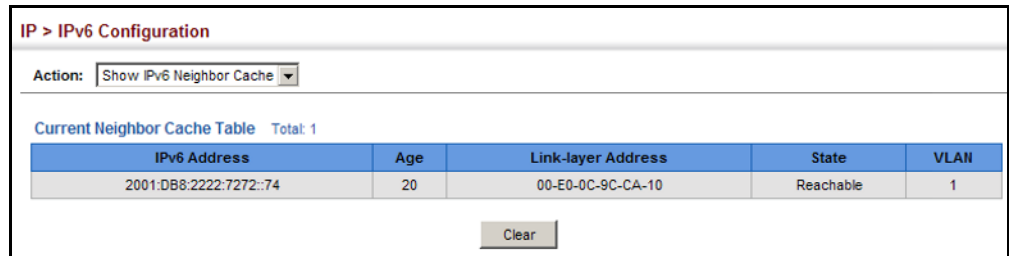 IP > IPv6 Configuration
Action: Show IPv6 Neighbor Cache
Current Neighbor Cache Table Total: 1
IPv6 Address Age Link-layer Address State VLAN
2001:DB8:2222:7272::74 20 00-E0-0C-9C-CA-10 Reachable 1
Clear